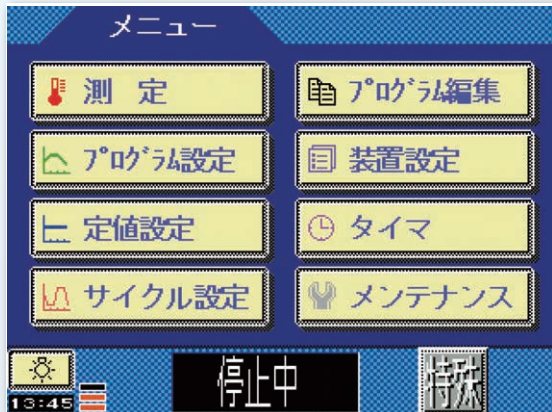 メニュー
測 定
プログラム編集
プログラム設定
装置設定
定値設定
タイマ
サイクル設定
メンテナンス
停止中
特殊
13:45